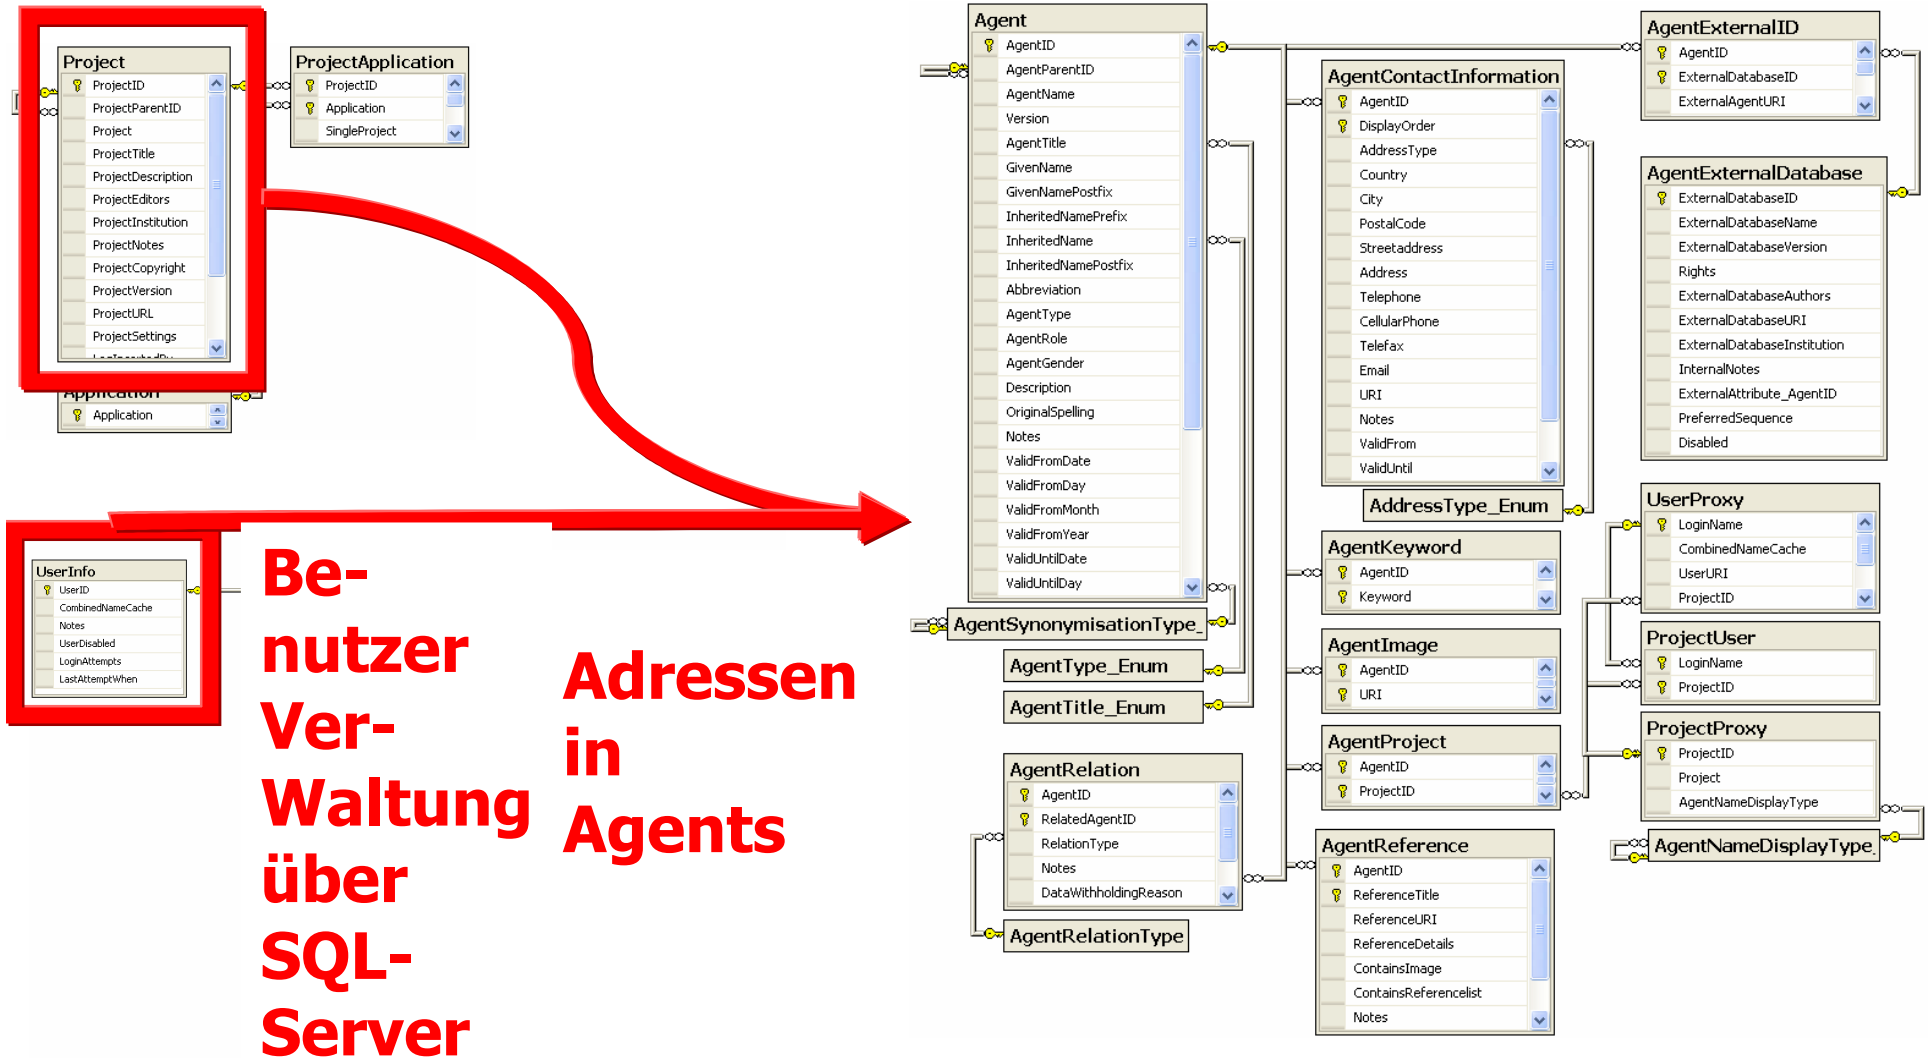 Project
ProjectID
ProjectParentID
Project
ProjectTitle
ProjectDescription
ProjectEditors
ProjectInstitution
ProjectNotes
ProjectCopyright
ProjectVersion
ProjectURL
ProjectSettings
LogInsertedBy
ProjectApplication
ProjectID
Application
SingleProject
Application
Application
UserInfo
UserID
CombinedNameCache
Notes
UserDisabled
LoginAttempts
LastAttemptWhen
Be-
nutzer
Ver-
Waltung
über
SQL-
Server
Adressen
in
Agents
Agent
AgentID
AgentParentID
AgentName
Version
AgentTitle
GivenName
GivenNamePostfix
InheritedNamePrefix
InheritedName
InheritedNamePostfix
Abbreviation
AgentType
AgentRole
AgentGender
Description
OriginalSpelling
Notes
ValidFromDate
ValidFromDay
ValidFromMonth
ValidFromYear
ValidUntilDate
ValidUntilDay
AgentSynonymisationType_
AgentType_Enum
AgentTitle_Enum
AgentRelation
AgentID
RelatedAgentID
RelationType
Notes
DataWithholdingReason
AgentRelationType
AgentContactInformation
AgentID
DisplayOrder
AddressType
Country
City
PostalCode
Streetaddress
Address
Telephone
CellularPhone
Telefax
Email
URI
Notes
ValidFrom
ValidUntil
AddressType_Enum
AgentKeyword
AgentID
Keyword
AgentImage
AgentID
URI
AgentProject
AgentID
ProjectID
AgentReference
AgentID
ReferenceTitle
ReferenceURI
ReferenceDetails
ContainsImage
ContainsReferencelist
Notes
AgentExternalID
AgentID
ExternalDatabaseID
ExternalAgentURI
AgentExternalDatabase
ExternalDatabaseID
ExternalDatabaseName
ExternalDatabaseVersion
Rights
ExternalDatabaseAuthors
ExternalDatabaseURI
ExternalDatabaseInstitution
InternalNotes
ExternalAttribute_AgentID
PreferredSequence
Disabled
UserProxy
LoginName
CombinedNameCache
UserURI
ProjectID
ProjectUser
LoginName
ProjectID
ProjectProxy
ProjectID
Project
AgentNameDisplayType
AgentNameDisplayType_